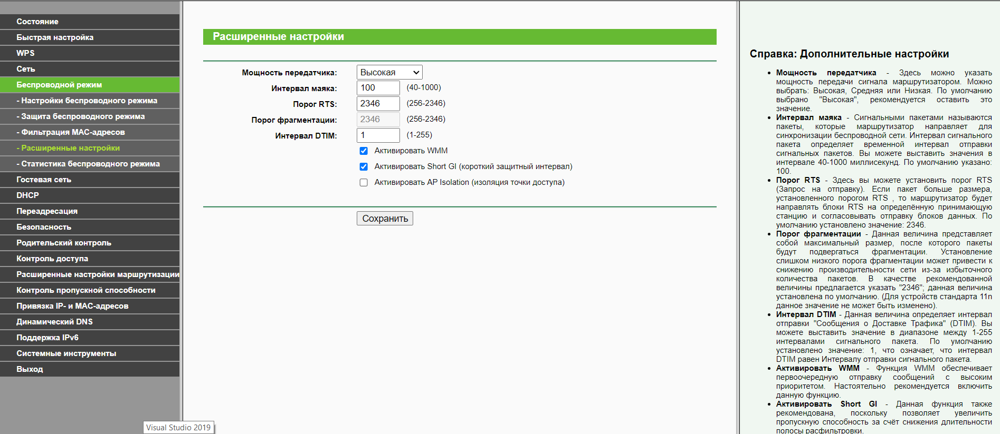 Состояние
Быстрая настройка
WPS
Сеть
Беспроводной режим
- Настройки беспроводного режима
- Защита беспроводного режима
- Фильтрация MAC-адресов
- Расширенные настройки
- Статистика беспроводного режима
Гостевая сеть
DHCP
Переадресация
Безопасность
Родительский контроль
Контроль доступа
Расширенные настройки маршрутизации
Контроль пропускной способности
Привязка IP- и MAC-адресов
Динамический DNS
Поддержка IPv6
Системные инструменты
Выход
Visual Studio 2019
Расширенные настройки
Мощность передатчика: Высокая
Интервал маяка: 100 (40-1000)
Порог RTS: 2346 (256-2346)
Порог фрагментации: 2346 (256-2346)
Интервал DTIM: 1 (1-255)
Активировать WMM
Активировать Short GI (короткий защитный интервал)
Активировать AP Isolation (изоляция точки доступа)
Сохранить
Справка: Дополнительные настройки
• Мощность передатчика - Здесь можно указать
мощность передачи сигнала маршрутизатором. Можно
выбрать: Высокая, Средняя или Низкая. По умолчанию
выбрано "Высокая", рекомендуется оставить это
значение.
• Интервал маяка - Сигнальными пакетами называются
пакеты, которые маршрутизатор направляет для
синхронизации беспроводной сети. Интервал сигнального
пакета определяет временной интервал отправки
сигнальных пакетов. Вы можете выставить значения в
интервале 40-1000 миллисекунд. По умолчанию указано:
100.
• Порог RTS - Здесь вы можете установить порог RTS
(Запрос на отправку). Если пакет больше размера,
установленного порогом RTS , то маршрутизатор будет
направлять блоки RTS на определённую принимающую
станцию и согласовывать отправку блоков данных. По
умолчанию установлено значение: 2346.
• Порог фрагментации - Данная величина представляет
собой максимальный размер, после которого пакеты
будут подвергаться фрагментации. Установление
слишком низкого порога фрагментации может привести к
снижению производительности сети из-за избыточного
количества пакетов. В качестве рекомендованной
величины предлагается указать "2346"; данная величина
установлена по умолчанию. (Для устройств стандарта 11n
данное значение не может быть изменено).
• Интервал DTIM - Данная величина определяет интервал
отправки "Сообщения о Доставке Трафика" (DTIM). Вы
можете выставить значение в диапазоне между 1-255
интервалами сигнального пакета. По умолчанию
установлено значение: 1, что означает, что интервал
DTIM равен Интервалу отправки сигнального пакета.
• Активировать WMM - Функция WMM обеспечивает
первоочередную отправку сообщений с высоким
приоритетом. Настоятельно рекомендуется включить
данную функцию.
• Активировать Short GI - Данная функция также
рекомендована, поскольку позволяет увеличить
пропускную способность за счёт снижения длительности
полосы расфильтровки.